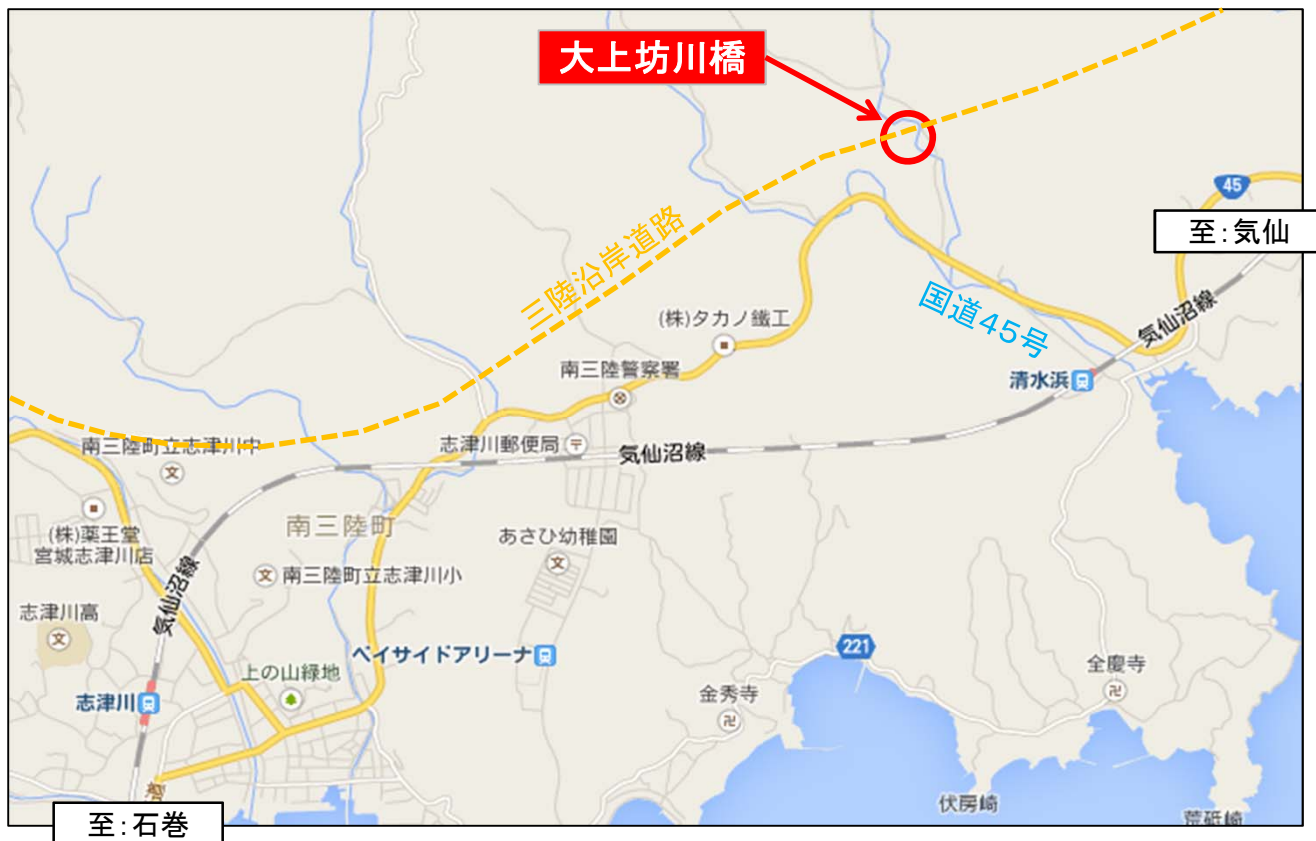 大上坊川橋
45
至:気仙
三陸沿岸道路
国道45号
(株)タカノ鐵工
気仙沼線
南三陸警察署
清水浜
南三陸町立志津川中
志津川郵便局
気仙沼線
(株)薬王堂
宮城志津川店
南三陸町
あさひ幼稚園
南三陸町立志津川小
気仙沼線
志津川高
ベイサイドアリーナ
221
上の山緑地
全慶寺
志津川
金秀寺
道
伏房崎
荒砥崎
至:石巻